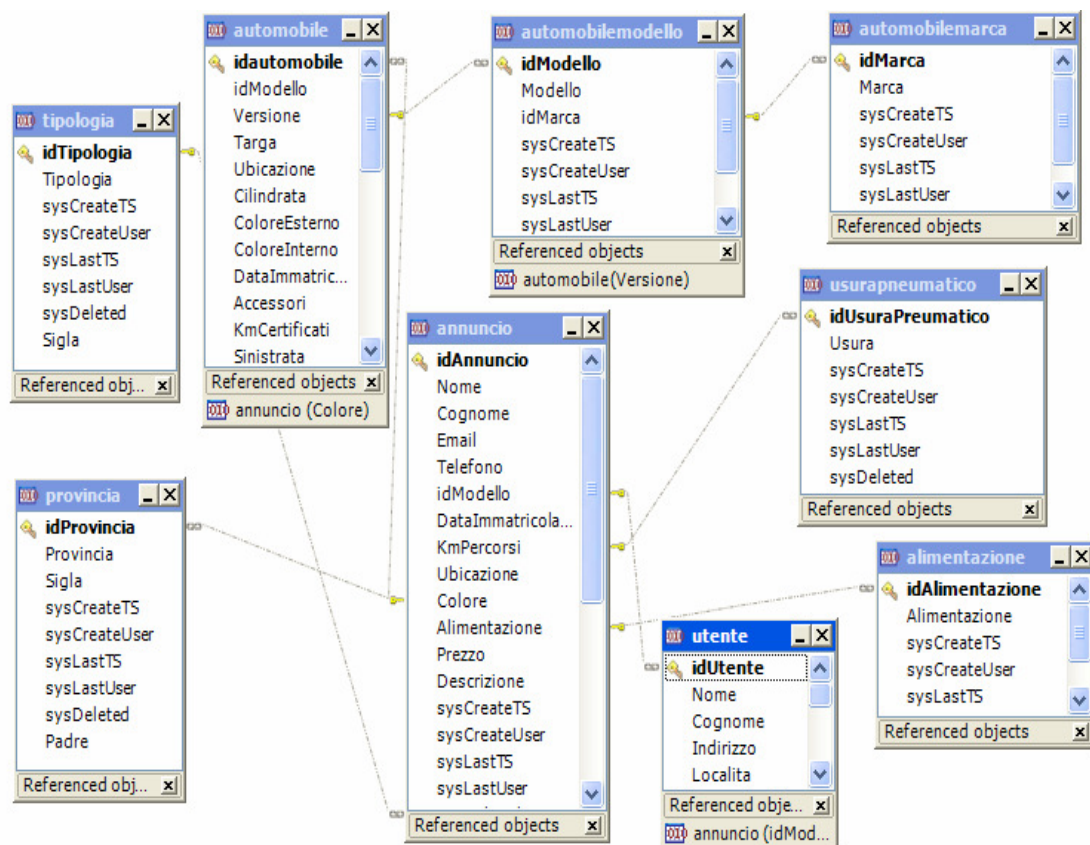 automobile
idautomobile
idModello
Versione
Targa
Ubicazione
Cilindrata
ColoreEsterno
ColoreInterno
DataImmatric...
Accessori
KmCertificati
Sinistrata
Referenced objects
annuncio (Colore)
automobilemodello
idModello
Modello
idMarca
sysCreateTS
sysCreateUser
sysLastTS
sysLastUser
Referenced objects
automobile(Versione)
automobilemarca
idMarca
Marca
sysCreateTS
sysCreateUser
sysLastTS
sysLastUser
Referenced objects
tipologia
idTipologia
Tipologia
sysCreateTS
sysCreateUser
sysLastTS
sysLastUser
sysDeleted
Sigla
Referenced obj...
usurapneumatico
idUsuraPreumatico
Usura
sysCreateTS
sysCreateUser
sysLastTS
sysLastUser
sysDeleted
Referenced objects
annuncio
idAnnuncio
Nome
Cognome
Email
Telefono
idModello
DataImmatricola...
KmPercorsi
Ubicazione
Colore
Alimentazione
Prezzo
Descrizione
sysCreateTS
sysCreateUser
sysLastTS
sysLastUser
Referenced objects
provincia
idProvincia
Provincia
Sigla
sysCreateTS
sysCreateUser
sysLastTS
sysLastUser
sysDeleted
Padre
Referenced obj...
alimentazione
idAlimentazione
Alimentazione
sysCreateTS
sysCreateUser
sysLastTS
Referenced objects
utente
idUtente
Nome
Cognome
Indirizzo
Localita
Referenced obje...
annuncio (idMod...